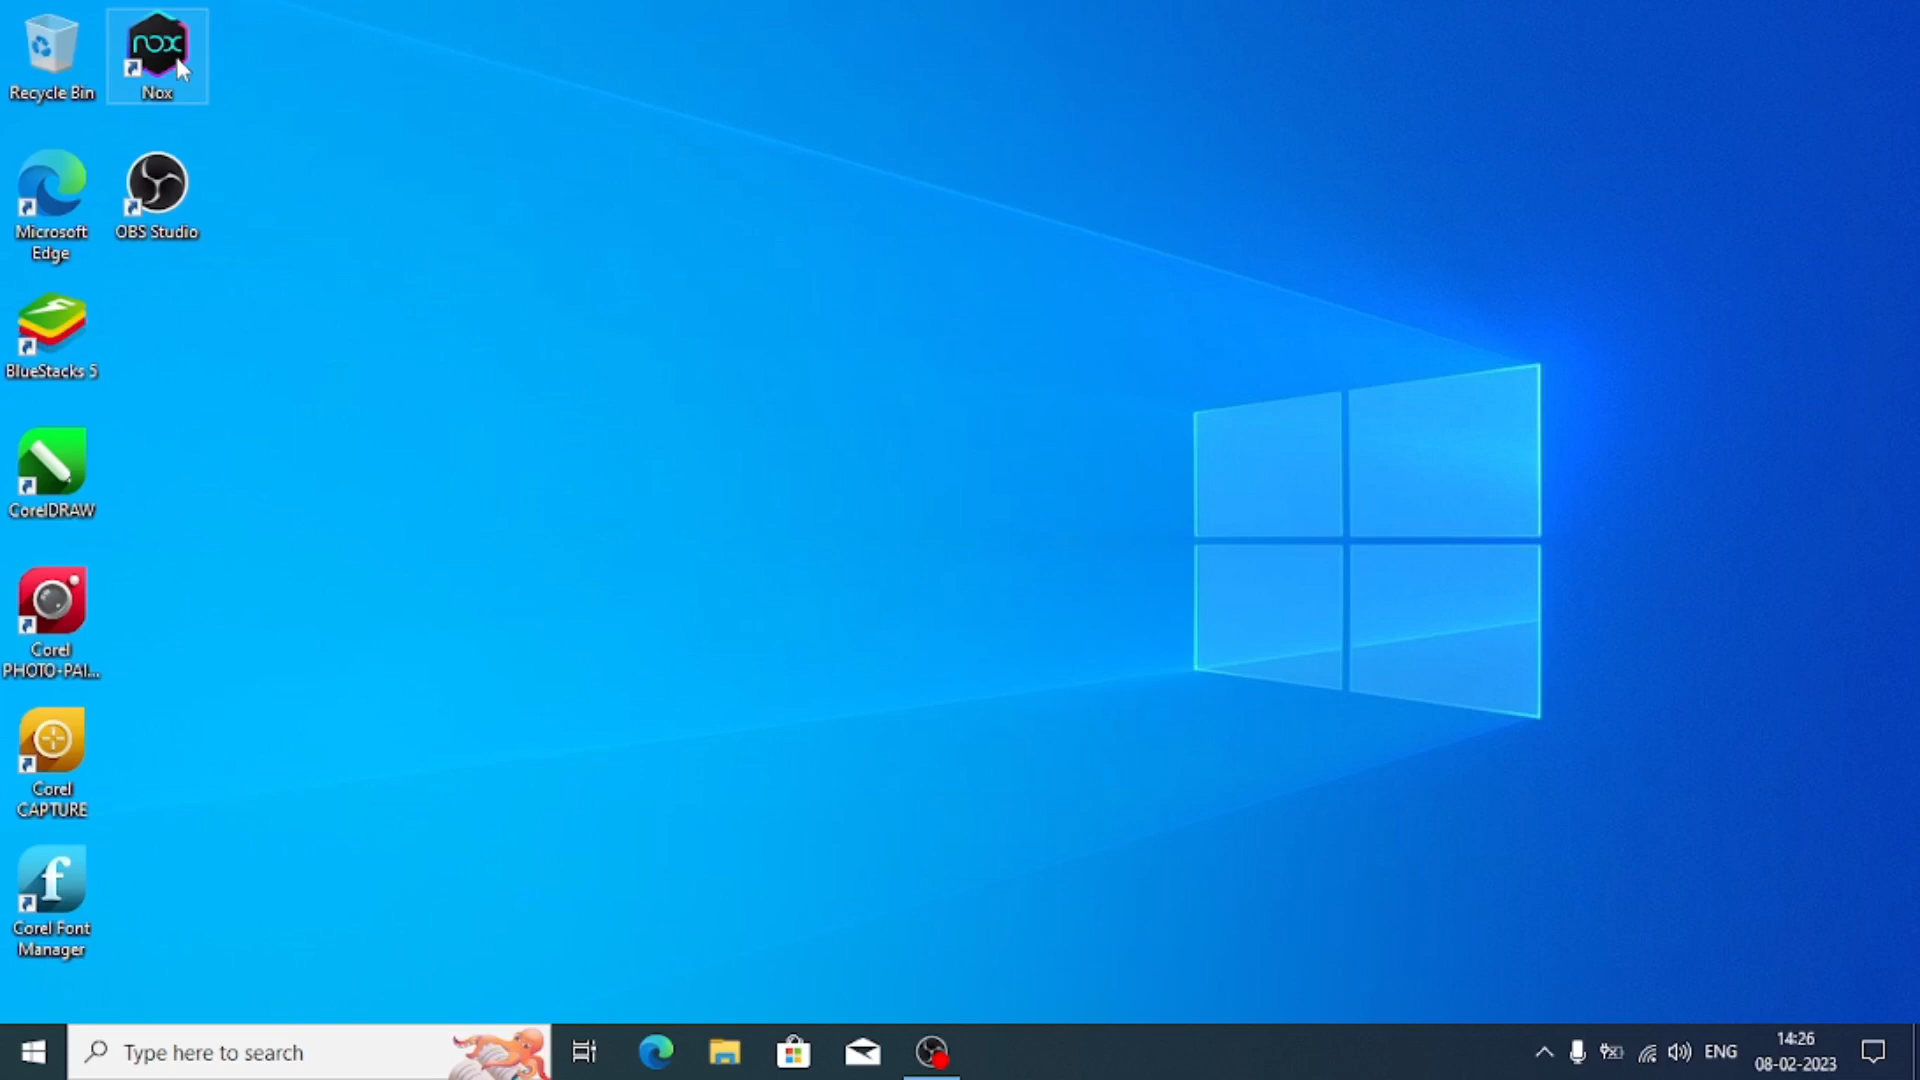 nox
Recycle Bin
Nox
Microsoft
Edge
OBS Studio
BlueStacks 5
CorelDRAW
Corel
PHOTO-PAI...
Corel
CAPTURE
f
Corel Font
Manager
Type here to search
ENG
14:26
08-02-2023